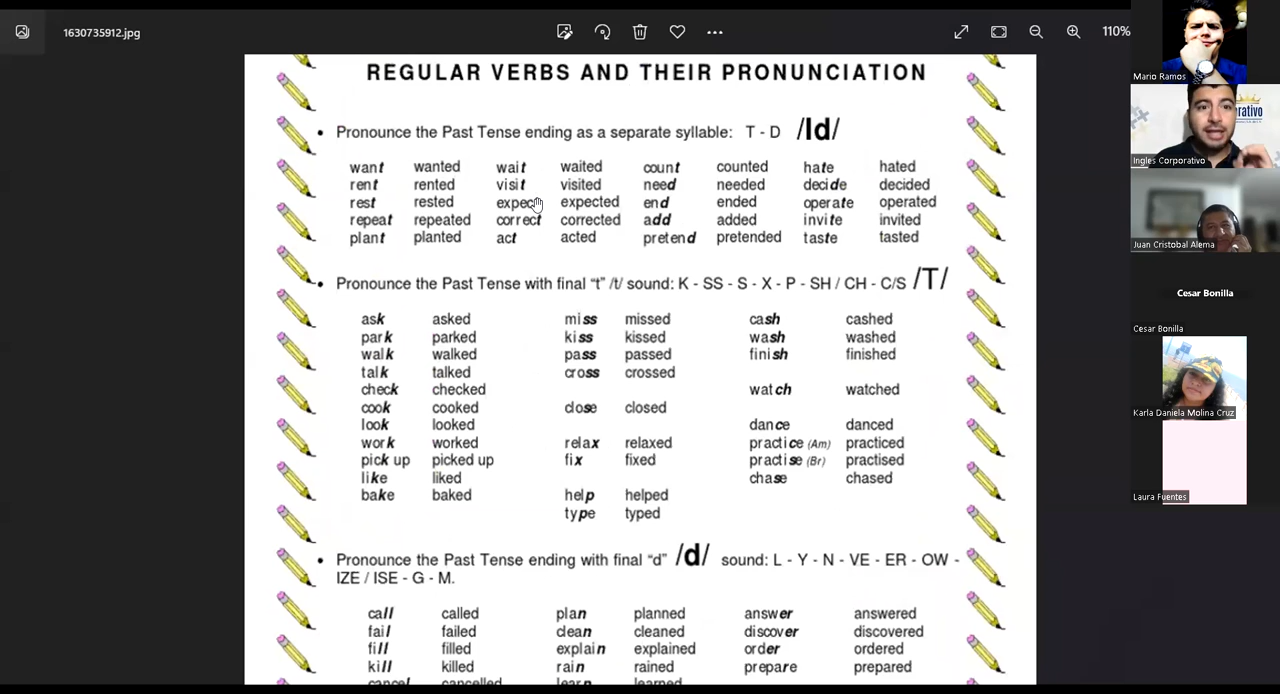 1630735912.jpg
110%
REGULAR VERBS AND THEIR PRONUNCIATION
• Pronounce the Past Tense ending as a separate syllable: T - D /Id/
want wanted wait waited count counted hate hated
rent rented visit visited need needed decide decided
rest rested expect expected end ended operate operated
repeat repeated correct corrected add added invite invited
plant planted act acted pretend pretended taste tasted
• Pronounce the Past Tense with final “t” /t/ sound: K - SS - S - X - P - SH / CH - C/S /T/
ask asked miss missed cash cashed
park parked kiss kissed wash washed
walk walked pass passed finish finished
talk talked cross crossed
check checked watch watched
cook cooked close closed
look looked dance danced
work worked relax relaxed practice (Am) practiced
pick up picked up fix fixed practise (Br) practised
like liked chase chased
bake baked help helped
type typed
• Pronounce the Past Tense ending with final “d” /d/ sound: L - Y - N - VE - ER - OW -
IZE / ISE - G - M.
call called plan planned answer answered
fail failed clean cleaned discover discovered
fill filled explain explained order ordered
kill killed rain rained prepare prepared
cancel cancelled learn learned
Mario Ramos
orativo
Ingles Corporativo
Juan Cristobal Alema
Cesar Bonilla
Cesar Bonilla
Karla Daniela Molina Cruz
Laura Fuentes